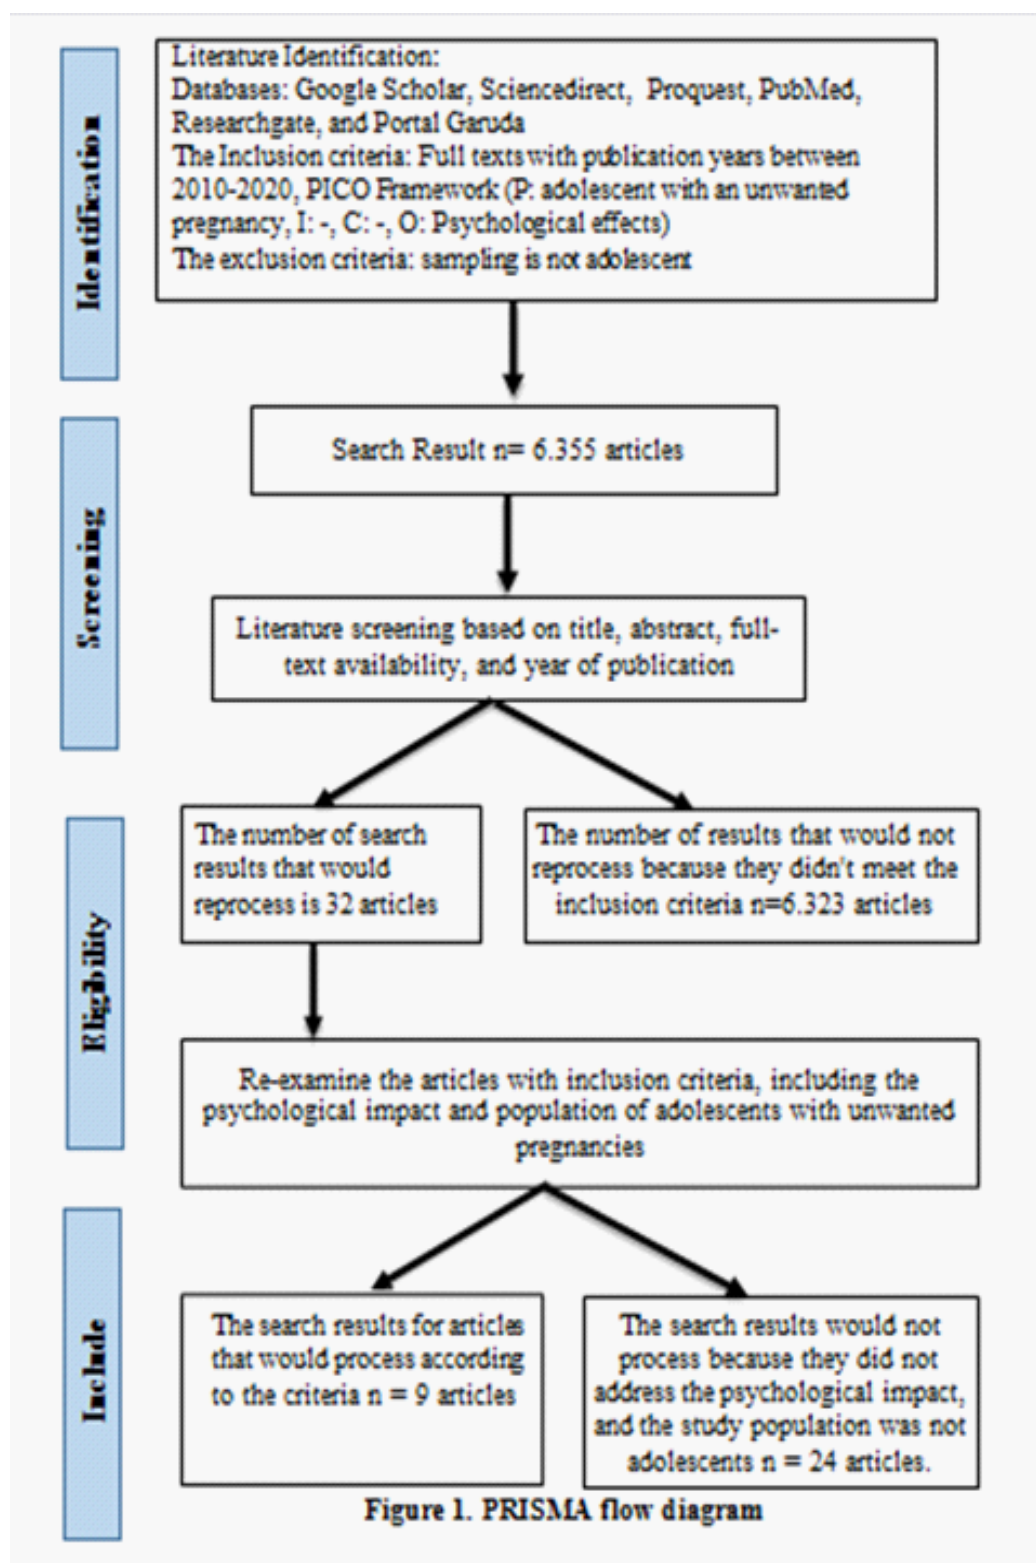 Identification
Literature Identification:
Databases: Google Scholar, Sciencedirect, Proquest, PubMed,
Researchgate, and Portal Garuda
The Inclusion criteria: Full texts with publication years between
2010-2020, PICO Framework (P: adolescent with an unwanted
pregnancy, I: -, C: -, O: Psychological effects)
The exclusion criteria: sampling is not adolescent
Screening
Search Result n= 6.355 articles
Literature screening based on title, abstract, full-
text availability, and year of publication
Eligibility
The number of search
results that would
reprocess is 32 articles
The number of results that would not
reprocess because they didn't meet the
inclusion criteria n=6.323 articles
Re-examine the articles with inclusion criteria, including the
psychological impact and population of adolescents with unwanted
pregnancies
Include
The search results for articles
that would process according
to the criteria n = 9 articles
The search results would not
process because they did not
address the psychological impact,
and the study population was not
adolescents n = 24 articles.
Figure 1. PRISMA flow diagram